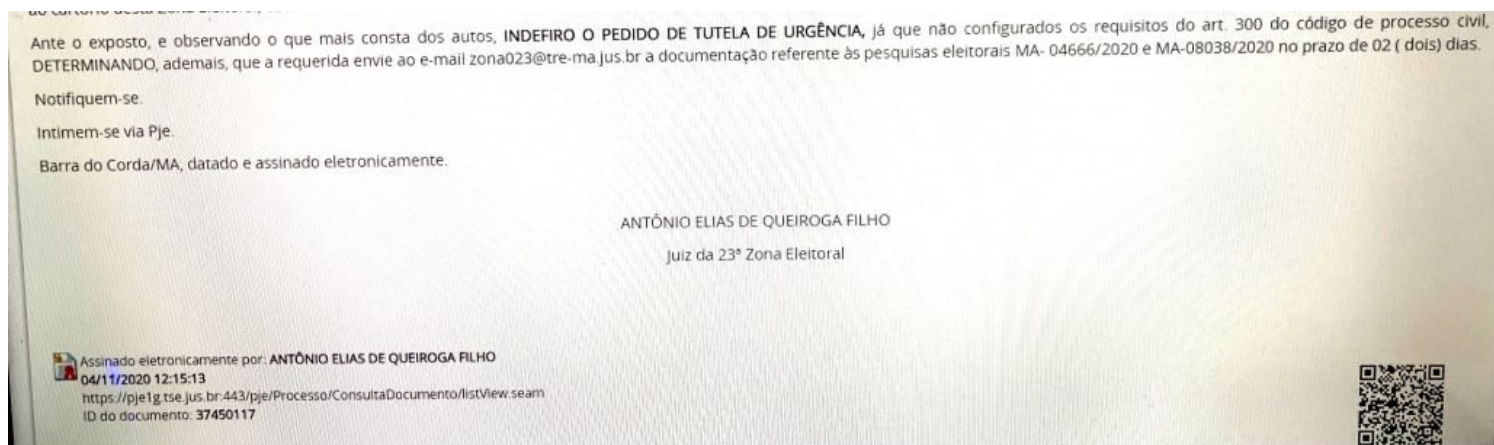 Ante o exposto, e observando o que mais consta dos autos, INDEFIRO O PEDIDO DE TUTELA DE URGÊNCIA, já que não configurados os requisitos do art. 300 do código de processo civil,
DETERMINANDO, ademais, que a requerida envie ao e-mail zona023@tre-ma.jus.br a documentação referente às pesquisas eleitorais MA- 04666/2020 e MA-08038/2020 no prazo de 02 ( dois) dias.
Notifiquem-se.
Intimem-se via Pje.
Barra do Corda/MA, datado e assinado eletronicamente.
ANTÔNIO ELIAS DE QUEIROGA FILHO
Juiz da 23ª Zona Eleitoral
Assinado eletronicamente por: ANTÔNIO ELIAS DE QUEIROGA FILHO
04/11/2020 12:15:13
https://pje1g.tse.jus.br:443/pje/Processo/ConsultaDocumento/listView.seam
ID do documento: 37450117